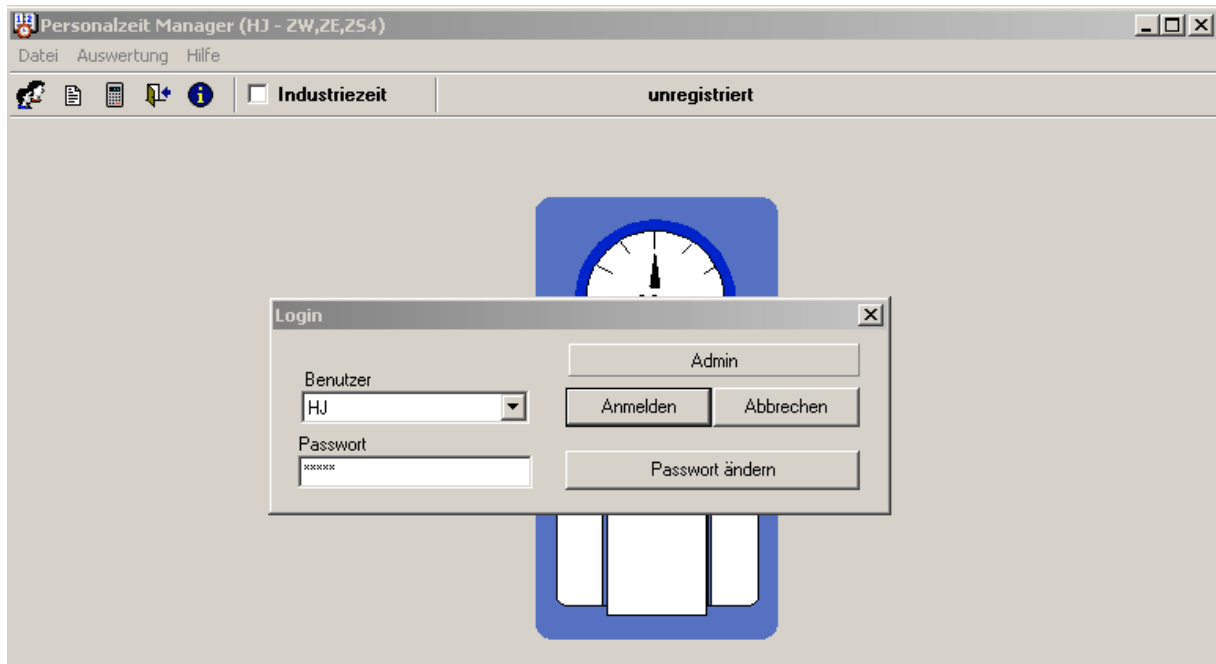 Personalzeit Manager (HJ - ZW,ZE,ZS4)
Datei Auswertung Hilfe
Industriezeit unregistriert
Login
Admin
Benutzer
HJ
Anmelden Abbrechen
Passwort
xxxxx
Passwort ändern